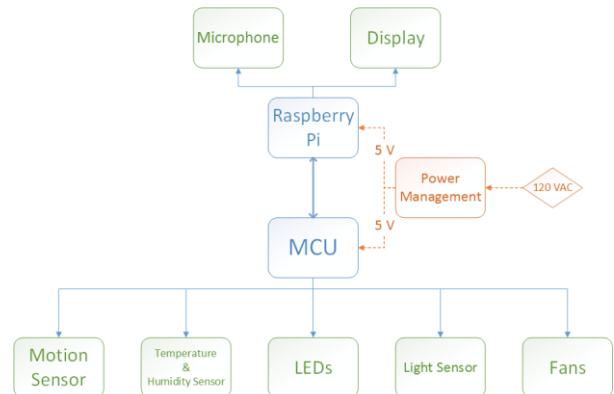 Microphone
Display
Raspberry
Pi
5 V
Power
Management
120 VAC
5 V
MCU
Motion
Sensor
Temperature
&
Humidity Sensor
LEDs
Light Sensor
Fans